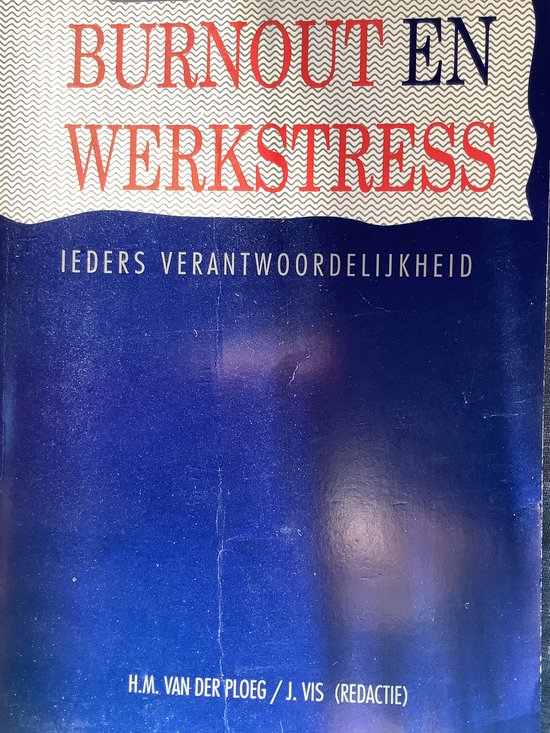 BURNOUT EN
WERKSTRESS
IEDERS VERANTWOORDELIJKHEID
H.M. VAN DER PLOEG / J. VIS (REDACTIE)